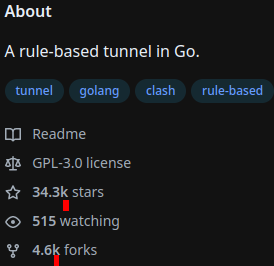 About
A rule-based tunnel in Go.
tunnel golang clash rule-based
Readme
GPL-3.0 license
34.3k stars
515 watching
4.6k forks